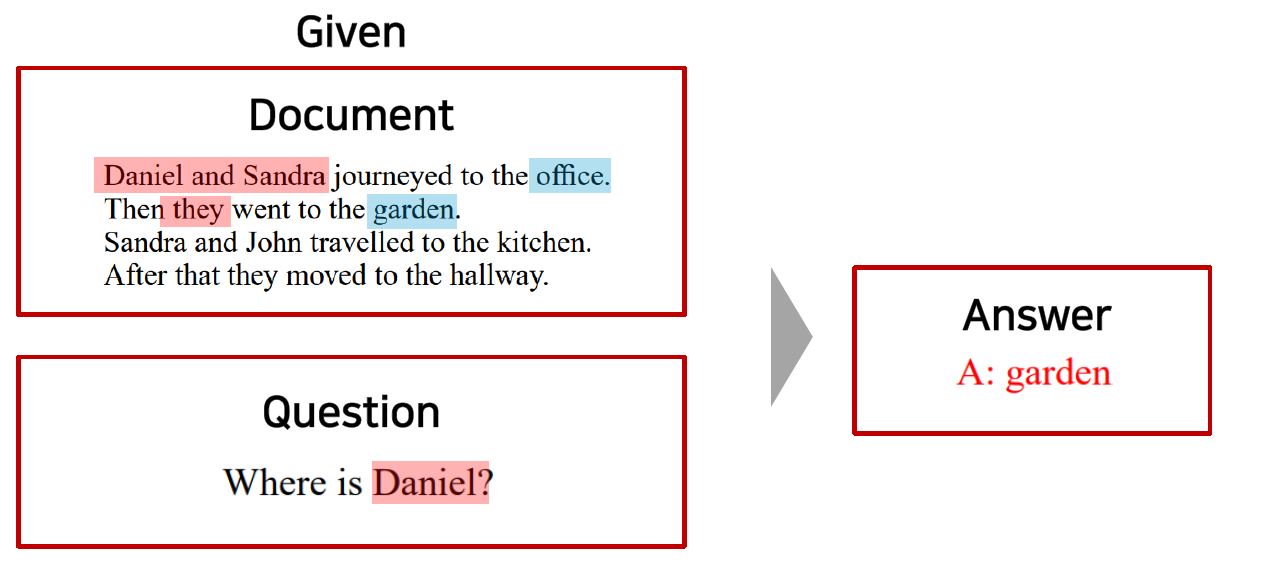 Given
Document
Daniel and Sandra journeyed to the office.
Then they went to the garden.
Sandra and John travelled to the kitchen.
After that they moved to the hallway.
Question
Where is Daniel?
Answer
A: garden